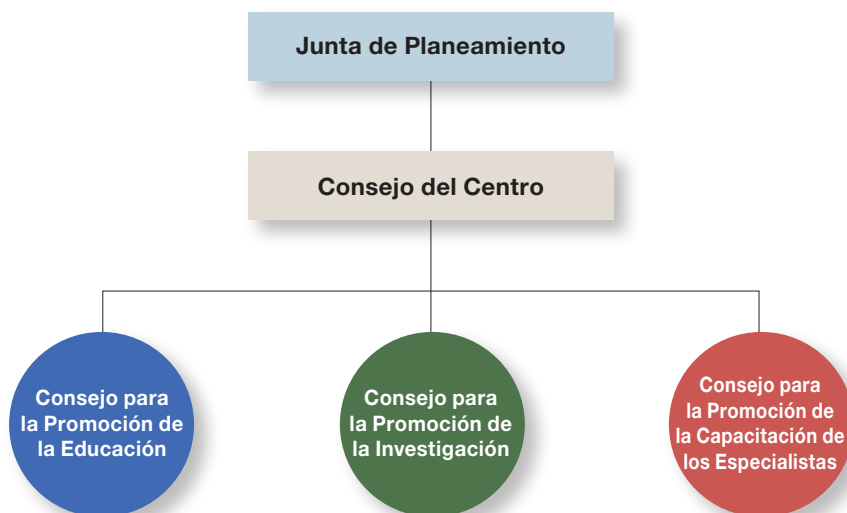 Junta de Planeamiento
Consejo del Centro
Consejo para
la Promoción de
la Educación
Consejo para
la Promoción de
la Investigación
Consejo para
la Promoción de
la Capacitación de
los Especialistas